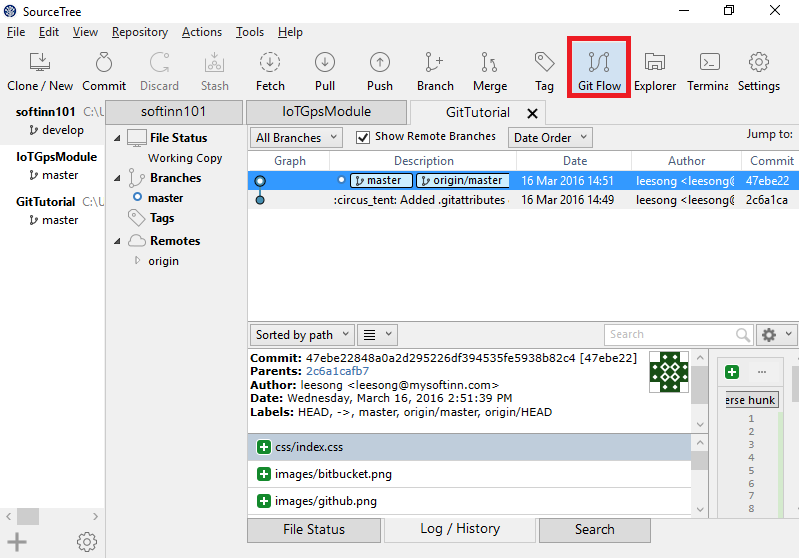 SourceTree
File Edit View Repository Actions Tools Help
Clone / New Commit Discard Stash Fetch Pull Push Branch Merge Tag Git Flow Explorer Termina Settings
softinn101 C:\U
develop
IoTGpsModule
master
GitTutorial C:\U
master
softinn101 IoTGpsModule GitTutorial
File Status
Working Copy
Branches
master
Tags
Remotes
origin
All Branches Show Remote Branches Date Order Jump to:
Graph Description Date Author Commit
master origin/master 16 Mar 2016 14:51 leesong <leesong@ 47ebe22
:circus_tent: Added .gitattributes 16 Mar 2016 14:49 leesong <leesong@ 2c6a1ca
Sorted by path Search
Commit: 47ebe22848a0a2d295226df394535fe5938b82c4 [47ebe22]
Parents: 2c6a1cafb7
Author: leesong <leesong@mysoftinn.com>
Date: Wednesday, March 16, 2016 2:51:39 PM
Labels: HEAD, ->, master, origin/master, origin/HEAD
css/index.css
images/bitbucket.png
images/github.png
...
erse hunk
1
2
3
4
5
6
7
8
File Status Log / History Search